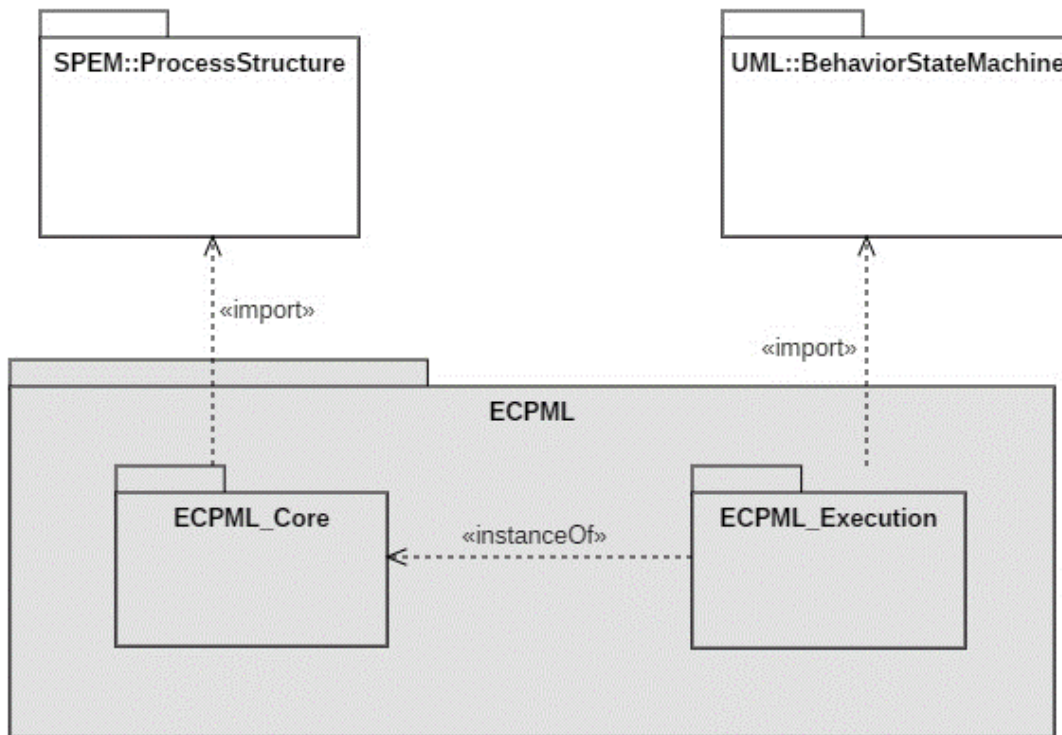 SPEM::ProcessStructure
UML::BehaviorStateMachine
«import»
«import»
ECPML
ECPML_Core
ECPML_Execution
«instanceOf»